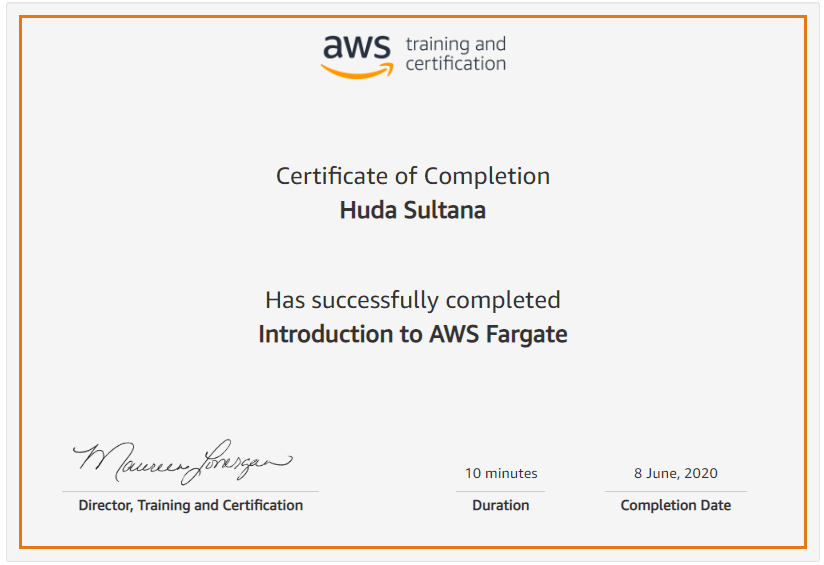 aws training and
certification
Certificate of Completion
Huda Sultana
Has successfully completed
Introduction to AWS Fargate
Maureen Lonergan
Director, Training and Certification
10 minutes
Duration
8 June, 2020
Completion Date